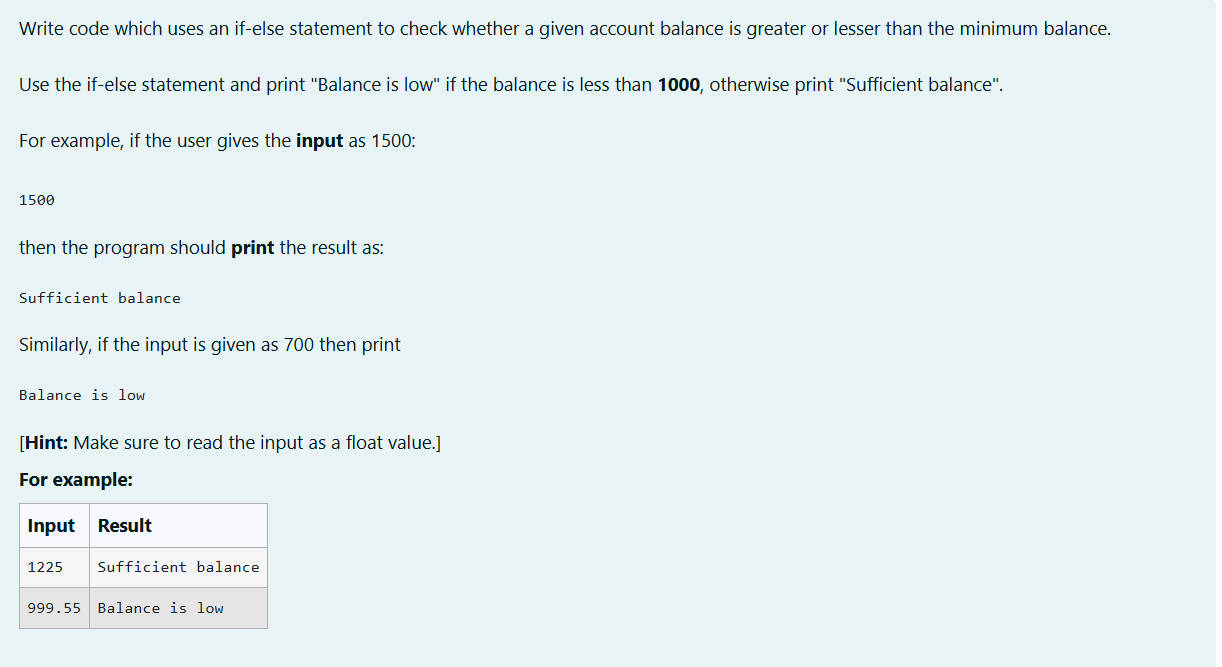 Write code which uses an if-else statement to check whether a given account balance is greater or lesser than the minimum balance.
Use the if-else statement and print "Balance is low" if the balance is less than 1000, otherwise print "Sufficient balance".
For example, if the user gives the input as 1500:
1500
then the program should print the result as:
Sufficient balance
Similarly, if the input is given as 700 then print
Balance is low
[Hint: Make sure to read the input as a float value.]
For example:
Input Result
1225 Sufficient balance
999.55 Balance is low